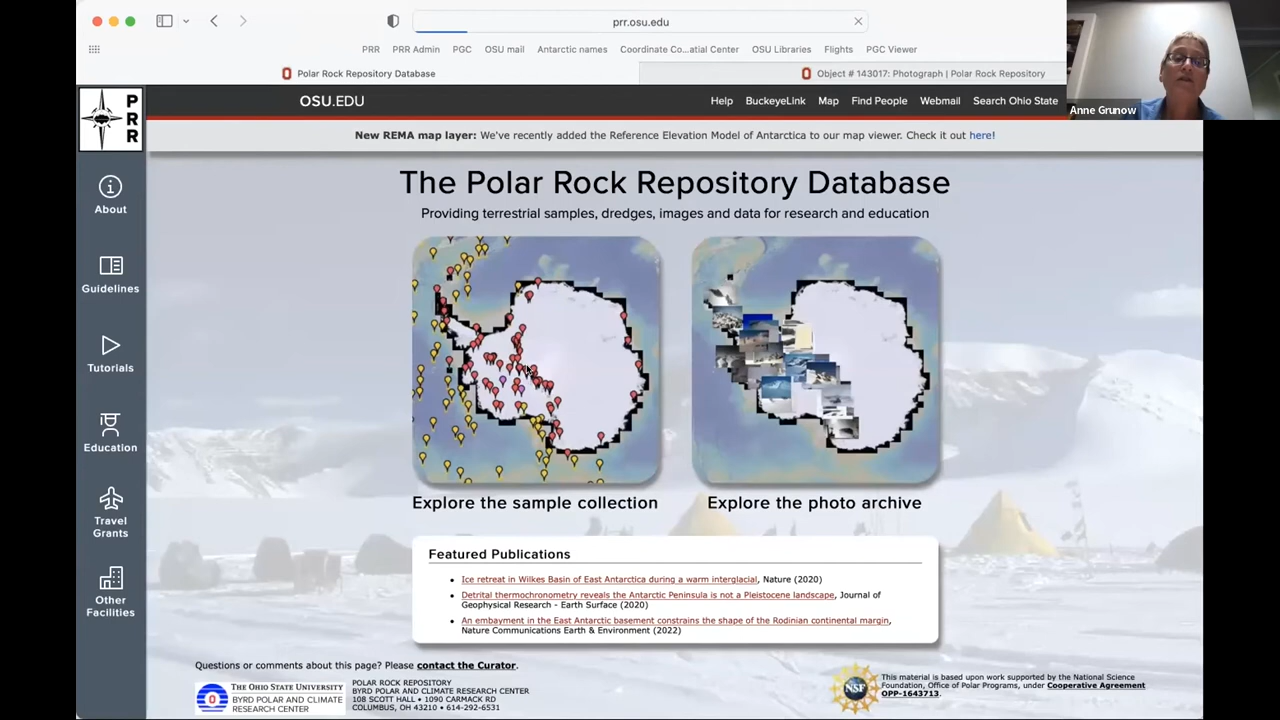 prr.osu.edu
PRR PRR Admin PGC OSU mail Antarctic names Coordinate Co...atial Center OSU Libraries Flights PGC Viewer
Polar Rock Repository Database
Object # 143017: Photograph | Polar Rock Repository
Anne Grunow
P
R
R
OSU.EDU
Help BuckeyeLink Map Find People Webmail Search Ohio State
New REMA map layer: We've recently added the Reference Elevation Model of Antarctica to our map viewer. Check it out here!
About
Guidelines
Tutorials
Education
Travel
Grants
Other
Facilities
The Polar Rock Repository Database
Providing terrestrial samples, dredges, images and data for research and education
Explore the sample collection
Explore the photo archive
Featured Publications
• Ice retreat in Wilkes Basin of East Antarctica during a warm interglacial, Nature (2020)
• Detrital thermochronometry reveals the Antarctic Peninsula is not a Pleistocene landscape, Journal of
Geophysical Research - Earth Surface (2020)
• An embayment in the East Antarctic basement constrains the shape of the Rodinian continental margin,
Nature Communications Earth & Environment (2022)
Questions or comments about this page? Please contact the Curator.
THE OHIO STATE UNIVERSITY
BYRD POLAR AND CLIMATE
RESEARCH CENTER
POLAR ROCK REPOSITORY
BYRD POLAR AND CLIMATE RESEARCH CENTER
108 SCOTT HALL • 1090 CARMACK RD
COLUMBUS, OH 43210 • 614-292-6531
NSF
This material is based upon work supported by the National Science
Foundation, Office of Polar Programs, under Cooperative Agreement
OPP-1643713.